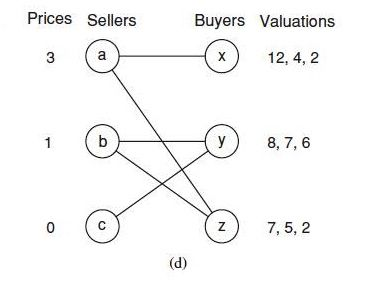 Prices Sellers Buyers Valuations
3 a x 12, 4, 2
1 b y 8, 7, 6
0 c z 7, 5, 2
(d)